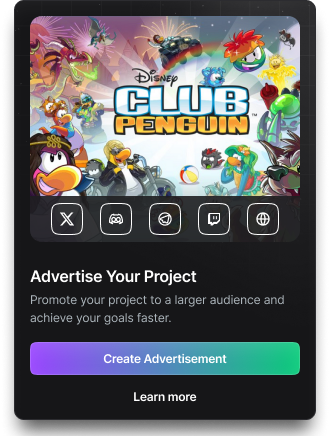 Disney
CLUB
PENGUIN
Advertise Your Project
Promote your project to a larger audience and
achieve your goals faster.
Create Advertisement
Learn more